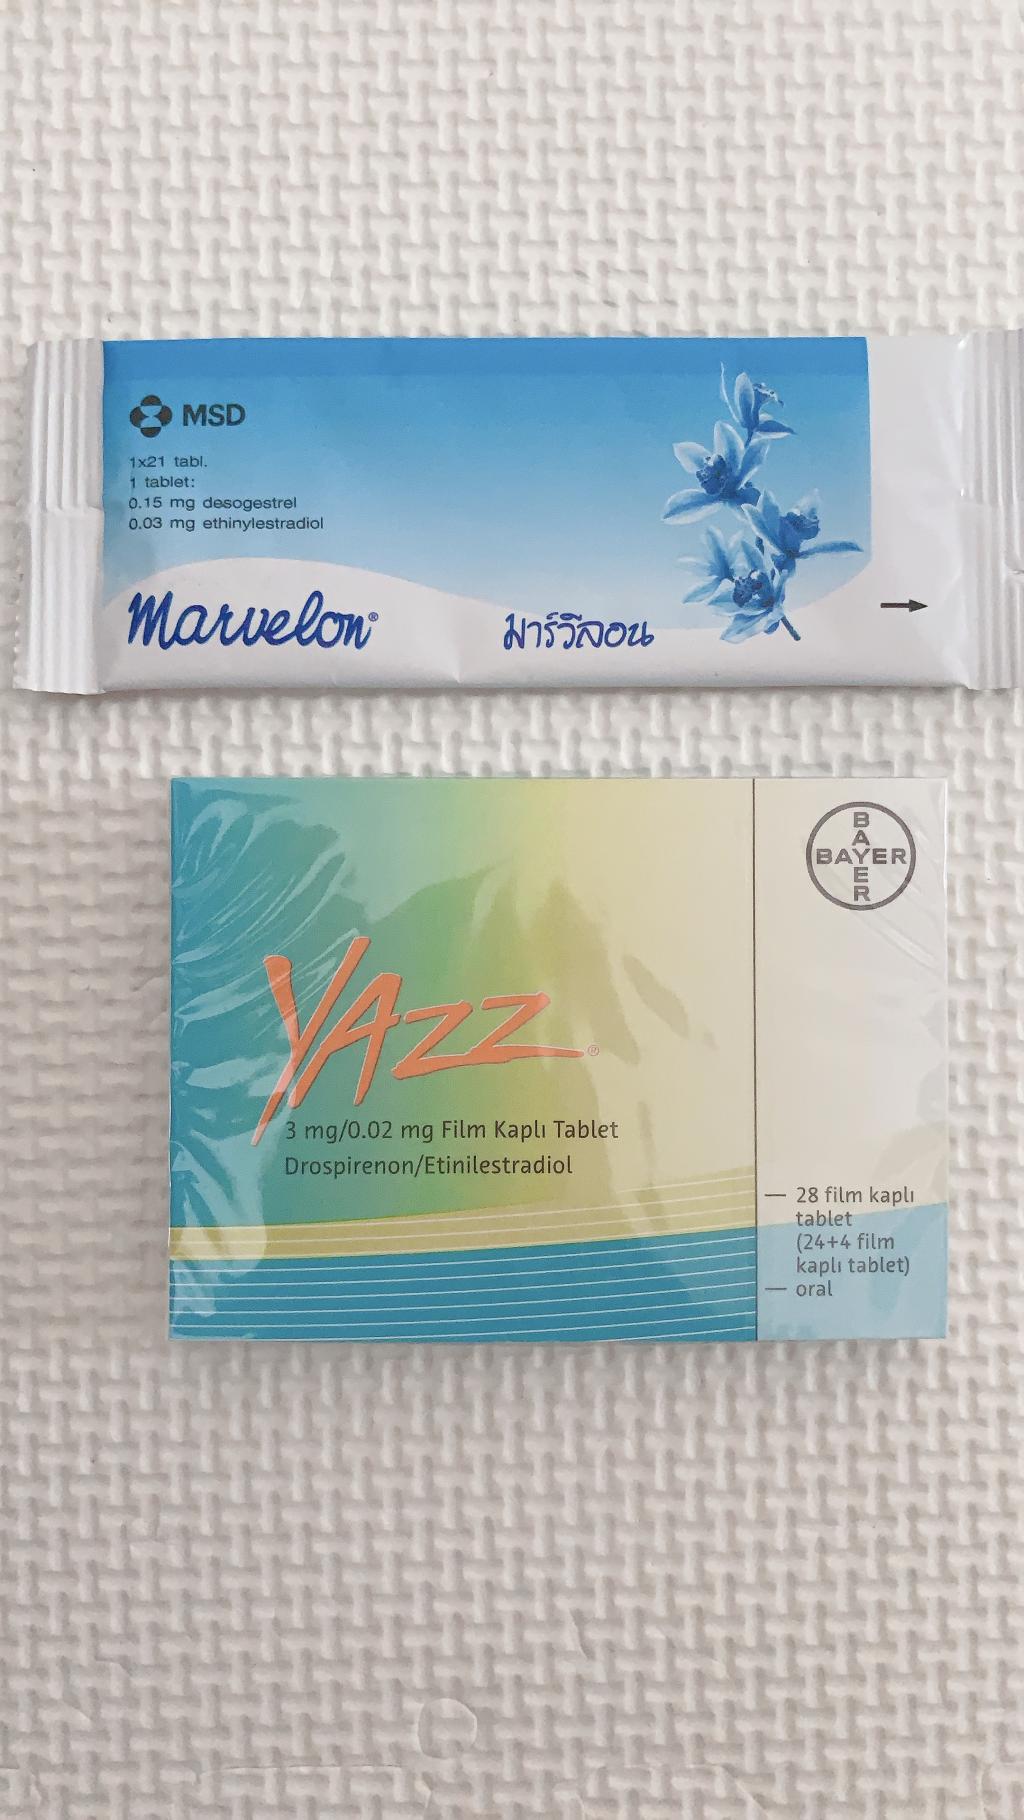 MSD
1x21 tabl.
1 tablet:
0.15 mg desogestrel
0.03 mg ethinylestradiol
Marvelon®
มาร์วีลอน
BAYER
BAYER
YAZZ®
3 mg/0.02 mg Film Kaplı Tablet
Drospirenon/Etinilestradiol
— 28 film kaplı
tablet
(24+4 film
kaplı tablet)
— oral